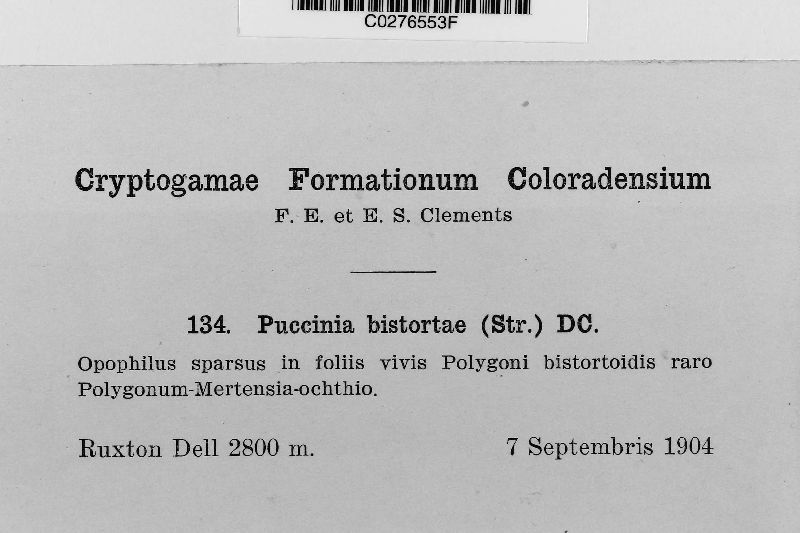 C0276553F
Cryptogamae Formationum Coloradensium
F. E. et E. S. Clements
134. Puccinia bistortae (Str.) DC.
Opophilus sparsus in foliis vivis Polygoni bistortoidis raro
Polygonum-Mertensia-ochthio.
Ruxton Dell 2800 m. 7 Septembris 1904